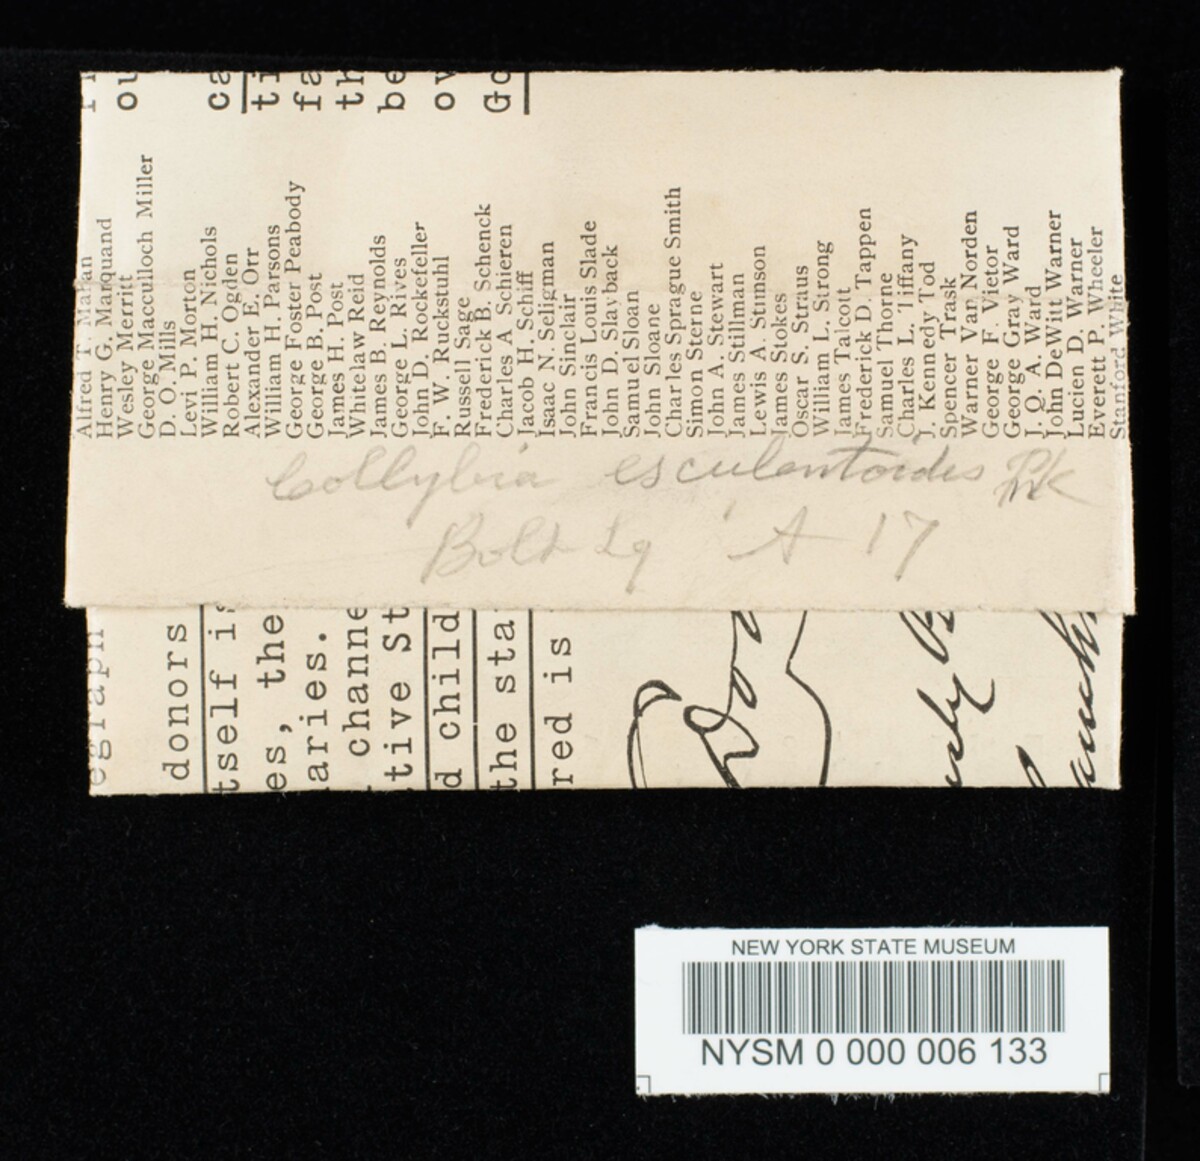 ou
ca
ti
fa
th
be
ov
Go
Alfred T. Mahan
Henry G. Marquand
Wesley Merritt
George Macculloch Miller
D. O. Mills
Levi P. Morton
William H. Nichols
Robert C. Ogden
Alexander E. Orr
William H. Parsons
George Foster Peabody
George B. Post
James H. Post
Whitelaw Reid
James B. Reynolds
George L. Rives
John D. Rockefeller
F. W. Ruckstuhl
Russell Sage
Frederick B. Schenck
Charles A Schieren
Jacob H. Schiff
Isaac N. Seligman
John Sinclair
Francis Louis Slade
John D. Slayback
Samuel Sloan
John Sloane
Charles Sprague Smith
Simon Sterne
John A. Stewart
James Stillman
Lewis A. Stimson
James Stokes
Oscar S. Straus
William L. Strong
James Talcott
Frederick D. Tappen
Samuel Thorne
Charles L. Tiffany
J. Kennedy Tod
Spencer Trask
Warner Van Norden
George F. Vietor
George Gray Ward
J. Q. A. Ward
John DeWitt Warner
Lucien D. Warner
Everett P. Wheeler
Stanford White
Collybia esculentoides Pk
Bolt Lg A 17
egraph
donors
tself is
es, the
aries.
channe
tive St
d child
the sta
red is
NEW YORK STATE MUSEUM
NYSM 0 000 006 133